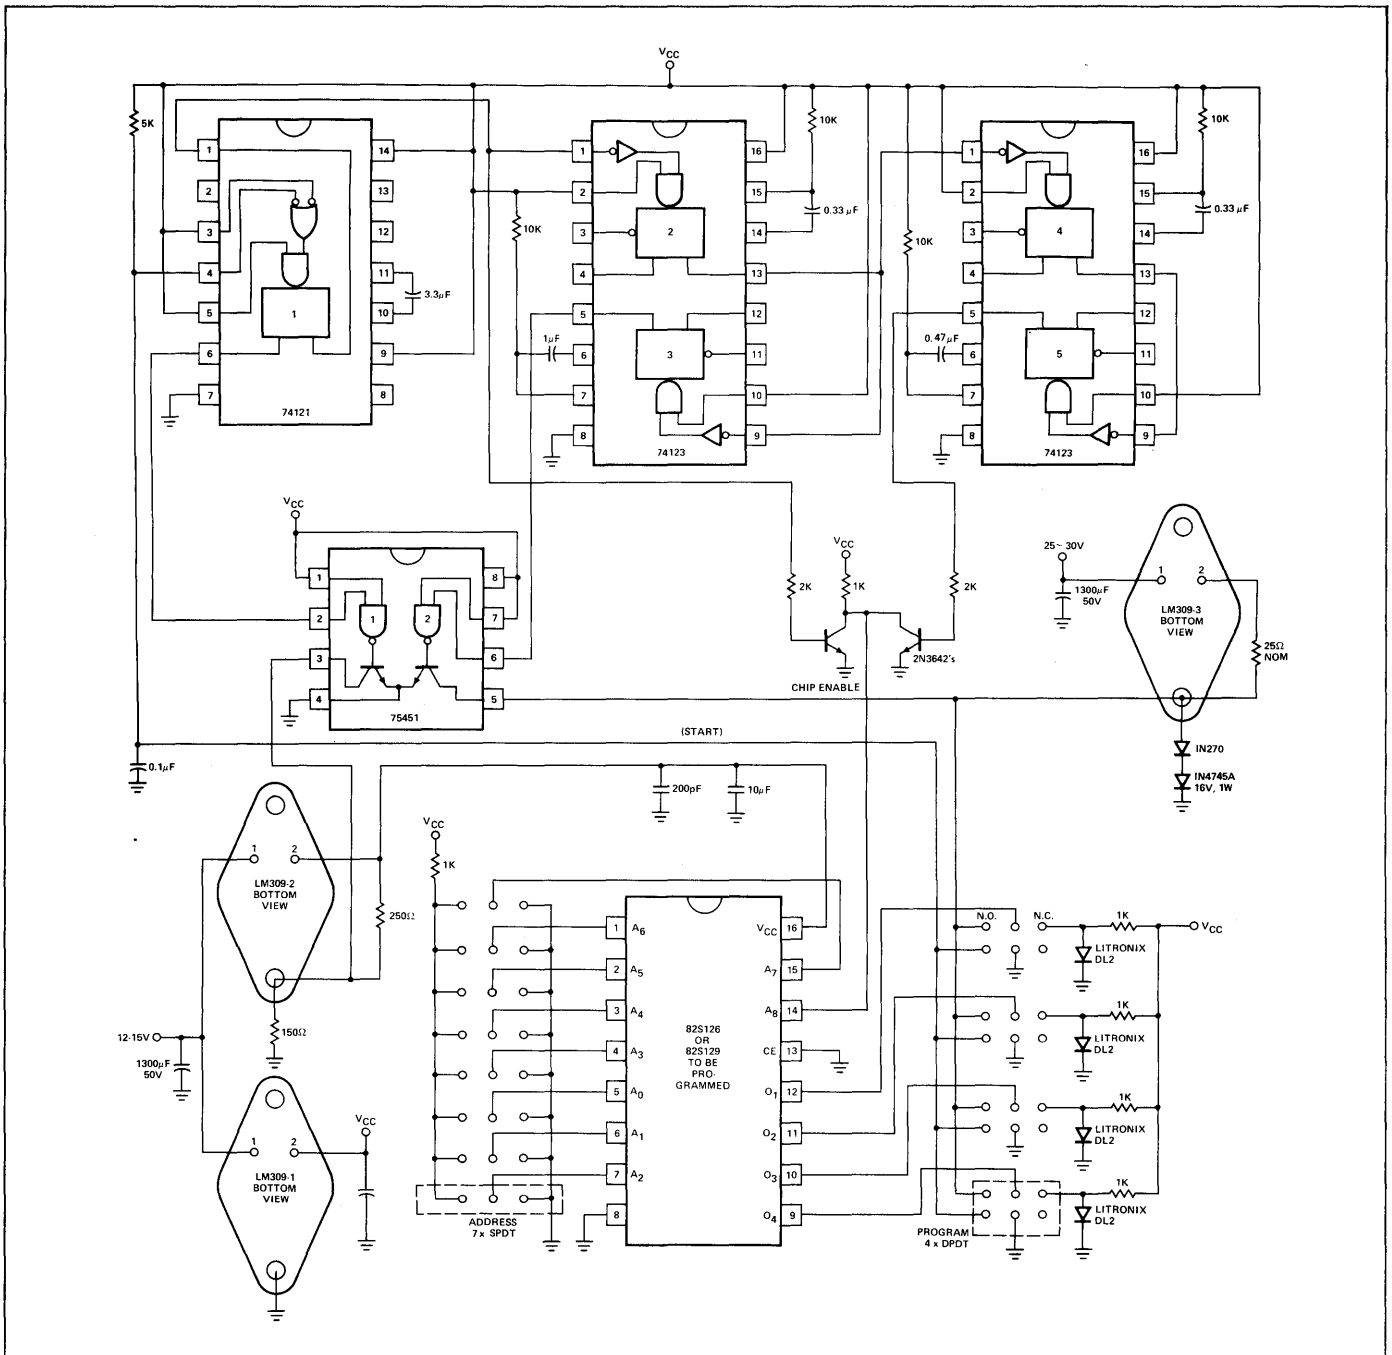 VCC
5K
1
2
3
4
5
6
7
14
13
12
11
10
9
8
1
74121
3.3μF
10K
1μF
1
2
3
4
5
6
7
8
16
15
14
13
12
11
10
9
2
3
74123
10K
0.33 μF
10K
0.47μF
1
2
3
4
5
6
7
8
16
15
14
13
12
11
10
9
4
5
74123
10K
0.33 μF
VCC
1
2
3
4
8
7
6
5
1
2
75451
2K
VCC
1K
2K
2N3642's
CHIP ENABLE
25~ 30V
1300μF
50V
1
2
LM309-3
BOTTOM
VIEW
25Ω
NOM
IN270
IN4745A
16V, 1W
(START)
0.1μF
200pF
10μF
1
2
LM309-2
BOTTOM
VIEW
250Ω
150Ω
12-15V
1300μF
50V
1
2
LM309-1
BOTTOM
VIEW
VCC
VCC
1K
ADDRESS
7 x SPDT
1 A6
2 A5
3 A4
4 A3
5 A0
6 A1
7 A2
8
VCC 16
A7 15
A8 14
CE 13
O1 12
O2 11
O3 10
O4 9
82S126
OR
82S129
TO BE
PRO-
GRAMMED
N.O.
N.C.
1K
VCC
LITRONIX
DL2
1K
LITRONIX
DL2
1K
LITRONIX
DL2
1K
LITRONIX
DL2
PROGRAM
4 x DPDT